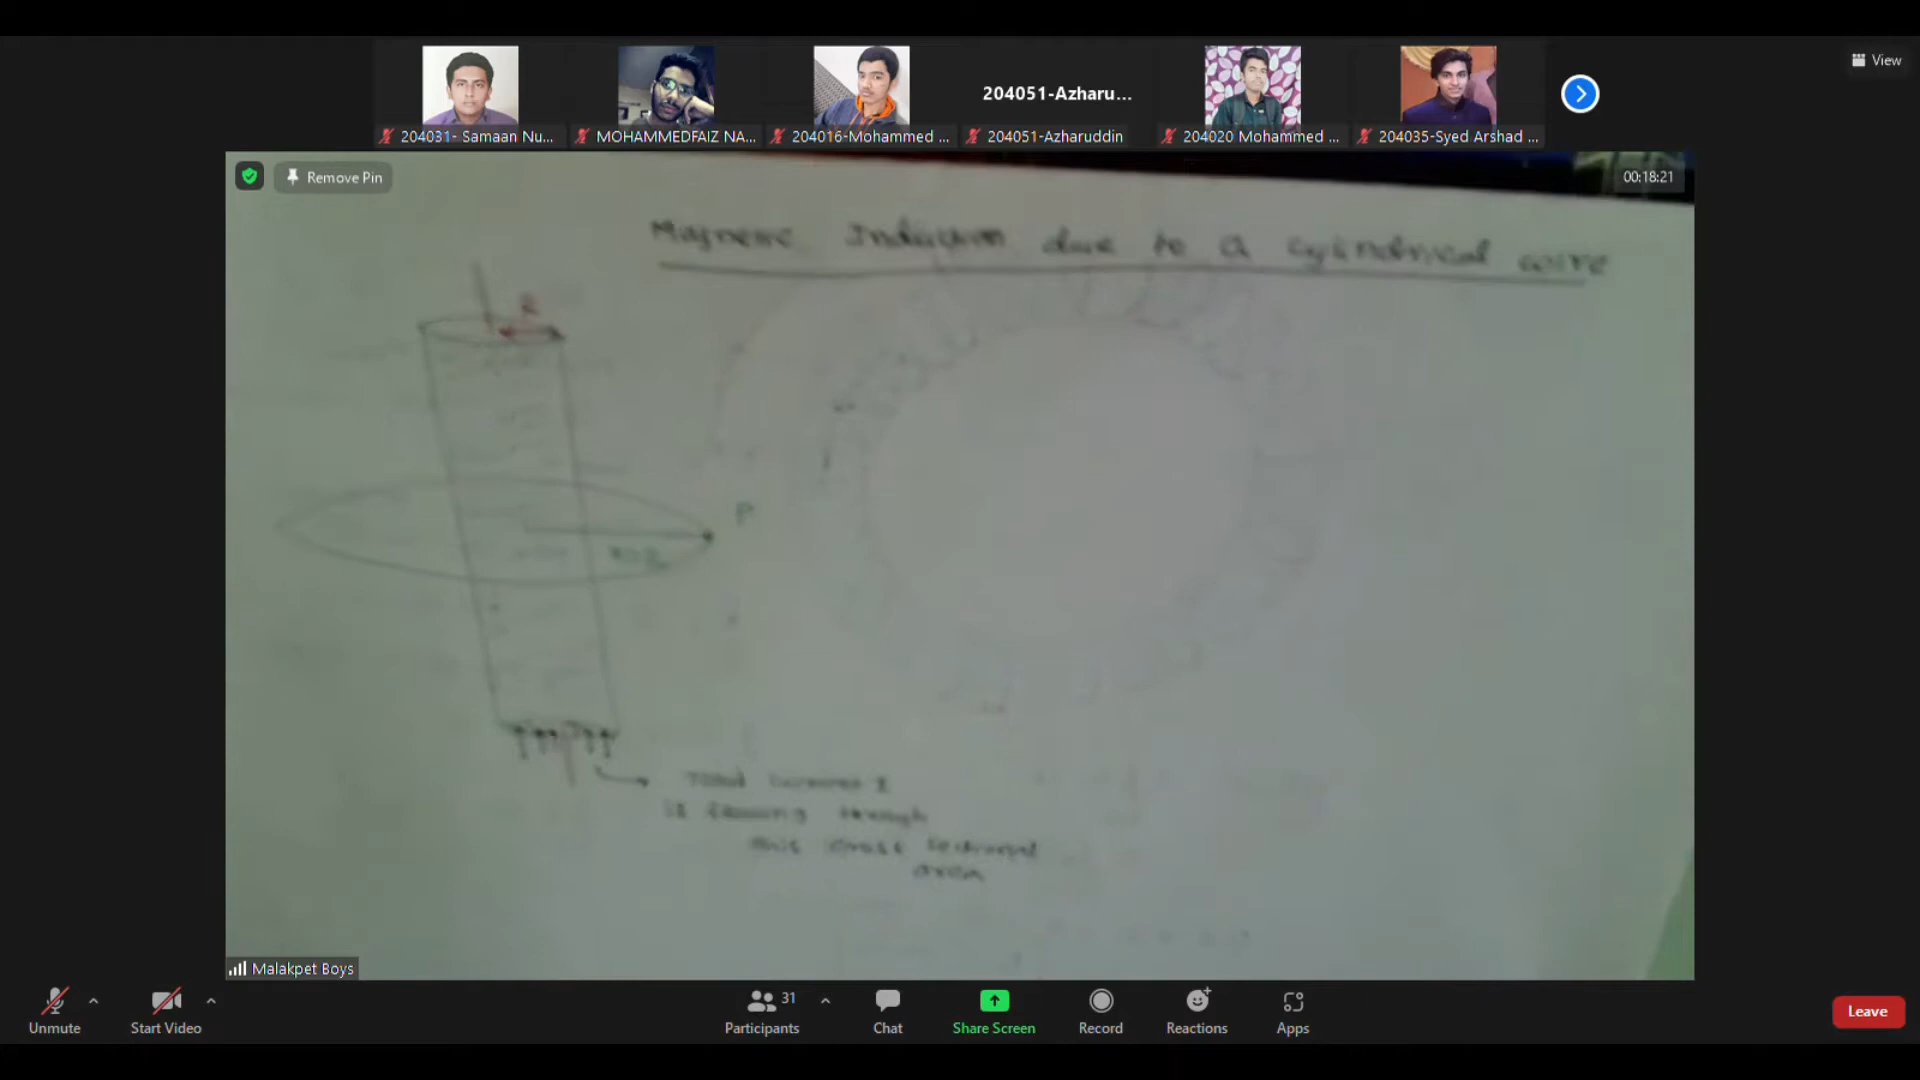 View
204051-Azharu...
204031- Samaan Nu...
MOHAMMEDFAIZ NA...
204016-Mohammed ...
204051-Azharuddin
204020 Mohammed ...
204035-Syed Arshad ...
Remove Pin
00:18:21
Magnetic Induction due to a cylindrical wire
R
P
Total current I
is flowing through
this cross sectional
area
Malakpet Boys
Unmute
Start Video
31
Participants
Chat
Share Screen
Record
Reactions
Apps
Leave